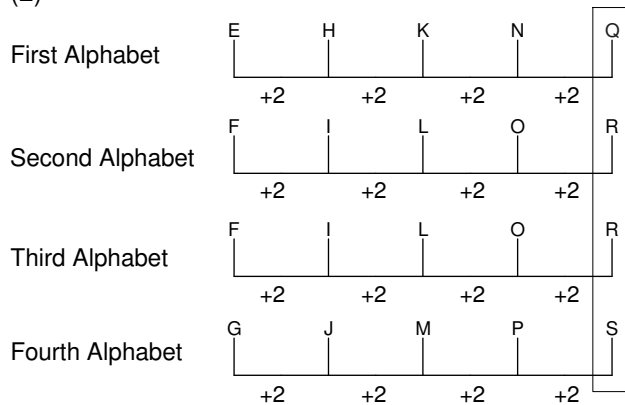 E H K N Q
First Alphabet
+2 +2 +2 +2
F I L O R
Second Alphabet
+2 +2 +2 +2
F I L O R
Third Alphabet
+2 +2 +2 +2
G J M P S
Fourth Alphabet
+2 +2 +2 +2